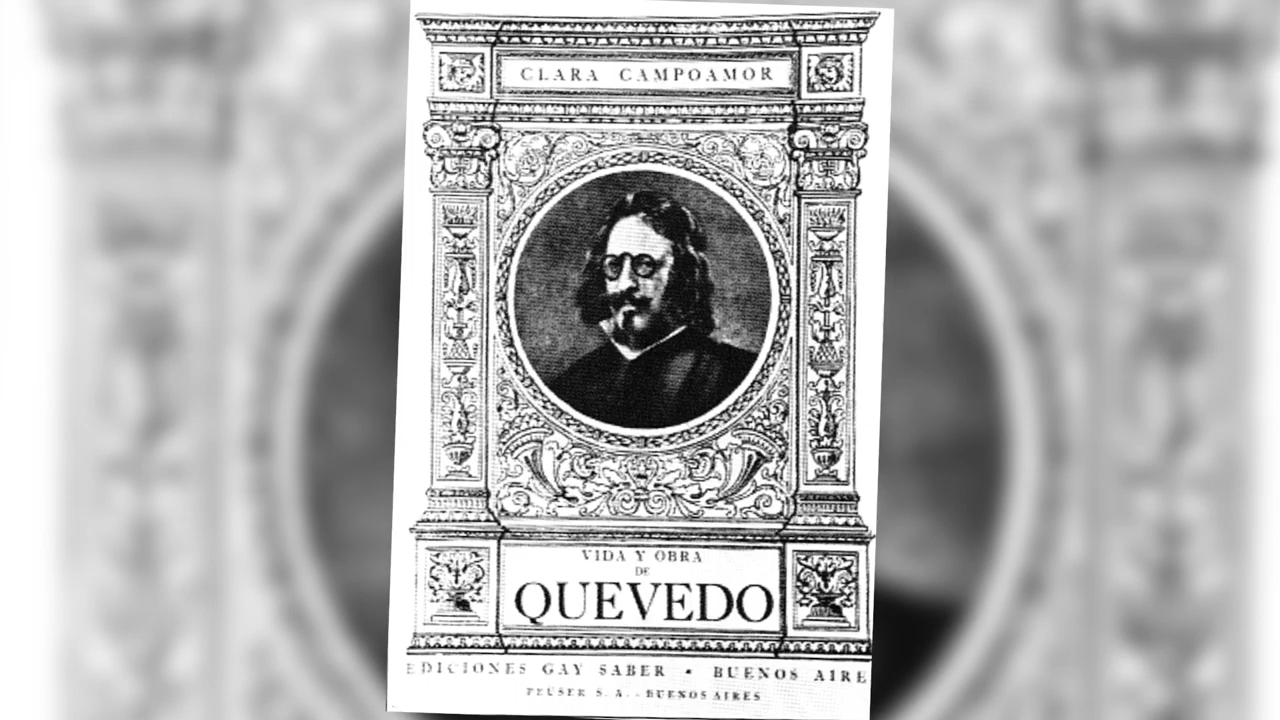 CLARA CAMPOAMOR
VIDA Y OBRA
DE
QUEVEDO
EDICIONES GAY SABER • BUENOS AIRE
PEUSER S. A. - BUENOS AIRES